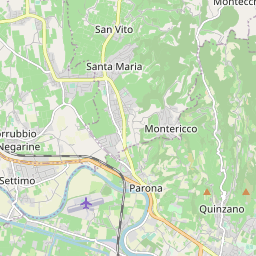 Montecch
San Vito
Santa Maria
orrubbio
Negarine
Montericco
Settimo
Parona
Quinzano